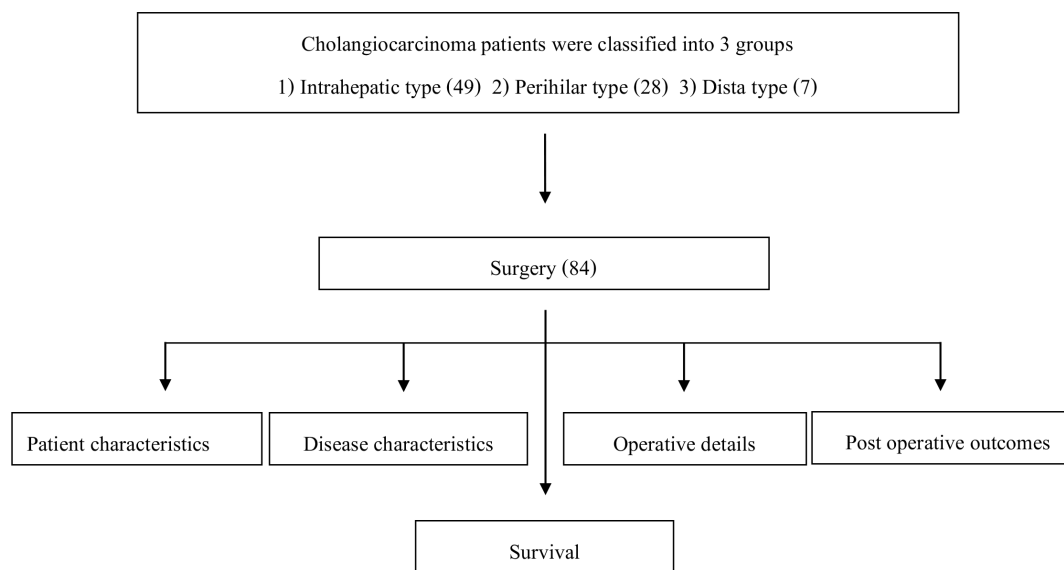 Cholangiocarcinoma patients were classified into 3 groups
1) Intrahepatic type (49) 2) Perihilar type (28) 3) Dista type (7)
Surgery (84)
Patient characteristics
Disease characteristics
Operative details
Post operative outcomes
Survival